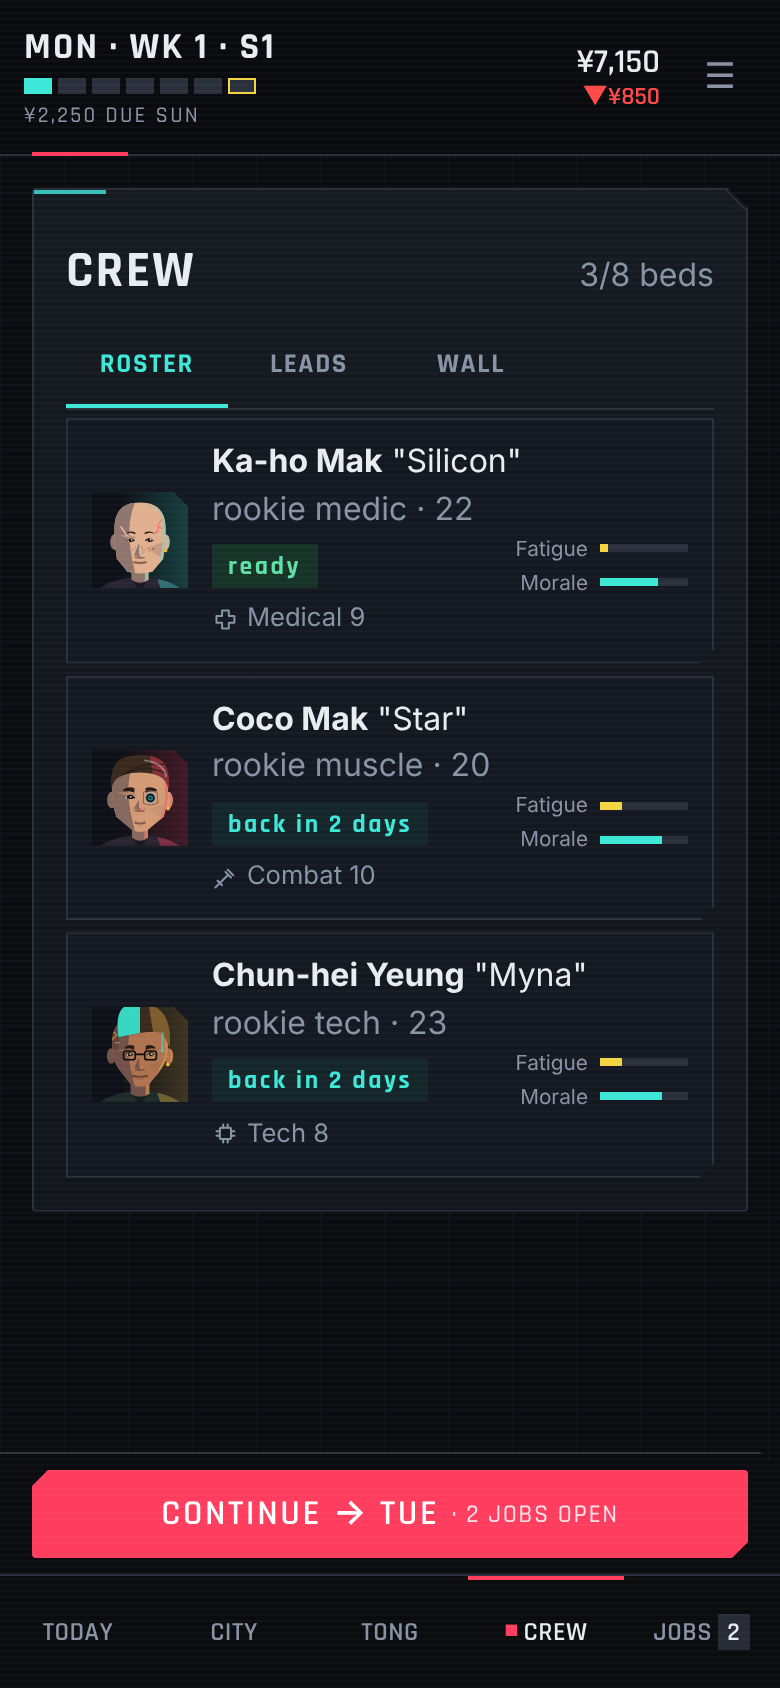 MON · WK 1 · S1
¥2,250 DUE SUN
¥7,150
▼¥850
CREW
3/8 beds
ROSTER LEADS WALL
Ka-ho Mak "Silicon"
rookie medic · 22
ready
Fatigue
Morale
Medical 9
Coco Mak "Star"
rookie muscle · 20
back in 2 days
Fatigue
Morale
Combat 10
Chun-hei Yeung "Myna"
rookie tech · 23
back in 2 days
Fatigue
Morale
Tech 8
CONTINUE → TUE · 2 JOBS OPEN
TODAY CITY TONG CREW JOBS 2